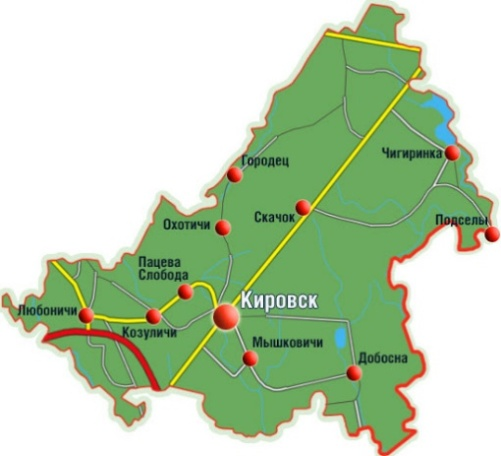 Городец
Чигиринка
Скачок
Подселы
Охотичи
Пацева
Слобода
Кировск
Любоничи
Козуличи
Мышковичи
Добосна